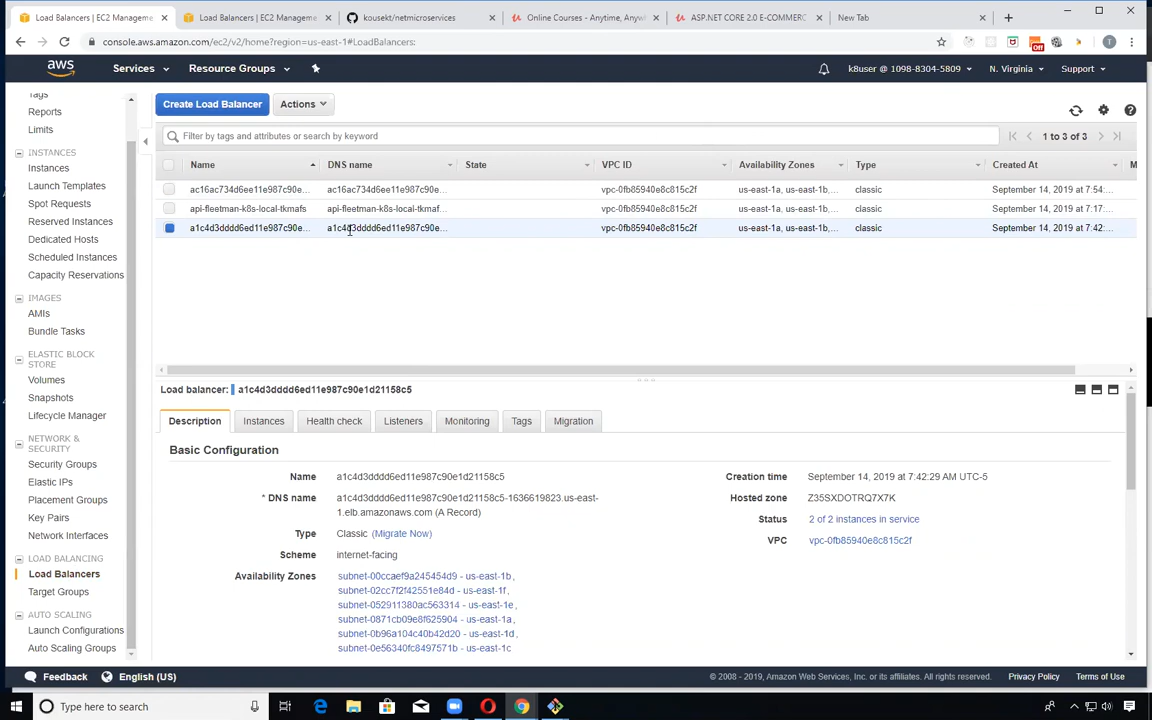 Load Balancers | EC2 Managemen
Load Balancers | EC2 Manageme
kousekt/netmicroservices
Online Courses - Anytime, Anyw
ASP.NET CORE 2.0 E-COMMERC
New Tab
console.aws.amazon.com/ec2/v2/home?region=us-east-1#LoadBalancers:
Off
T
aws
Services
Resource Groups
k8user @ 1098-8304-5809
N. Virginia
Support
Tags
Reports
Limits
INSTANCES
Instances
Launch Templates
Spot Requests
Reserved Instances
Dedicated Hosts
Scheduled Instances
Capacity Reservations
IMAGES
AMIs
Bundle Tasks
ELASTIC BLOCK
STORE
Volumes
Snapshots
Lifecycle Manager
NETWORK &
SECURITY
Security Groups
Elastic IPs
Placement Groups
Key Pairs
Network Interfaces
LOAD BALANCING
Load Balancers
Target Groups
AUTO SCALING
Launch Configurations
Auto Scaling Groups
Create Load Balancer
Actions
Filter by tags and attributes or search by keyword
1 to 3 of 3
Name DNS name State VPC ID Availability Zones Type Created At M
ac16ac734d6ee11e987c90e... ac16ac734d6ee11e987c90e... vpc-0fb85940e8c815c2f us-east-1a, us-east-1b,... classic September 14, 2019 at 7:54:...
api-fleetman-k8s-local-tkmafs api-fleetman-k8s-local-tkmaf... vpc-0fb85940e8c815c2f us-east-1a, us-east-1b,... classic September 14, 2019 at 7:17:...
a1c4d3dddd6ed11e987c90e... a1c4d3dddd6ed11e987c90e... vpc-0fb85940e8c815c2f us-east-1a, us-east-1b,... classic September 14, 2019 at 7:42:...
Load balancer: a1c4d3dddd6ed11e987c90e1d21158c5
Description Instances Health check Listeners Monitoring Tags Migration
Basic Configuration
Name a1c4d3dddd6ed11e987c90e1d21158c5
* DNS name a1c4d3dddd6ed11e987c90e1d21158c5-1636619823.us-east-
1.elb.amazonaws.com (A Record)
Type Classic (Migrate Now)
Scheme internet-facing
Availability Zones subnet-00ccaef9a245454d9 - us-east-1b,
subnet-02cc7f2f42551e84d - us-east-1f,
subnet-052911380ac563314 - us-east-1e,
subnet-0871cb09e8f625904 - us-east-1a,
subnet-0b96a104c40b42d20 - us-east-1d,
subnet-0e56340fc8497571b - us-east-1c
Creation time September 14, 2019 at 7:42:29 AM UTC-5
Hosted zone Z35SXDOTRQ7X7K
Status 2 of 2 instances in service
VPC vpc-0fb85940e8c815c2f
Feedback
English (US)
© 2008 - 2019, Amazon Web Services, Inc. or its affiliates. All rights reserved.
Privacy Policy
Terms of Use
Type here to search